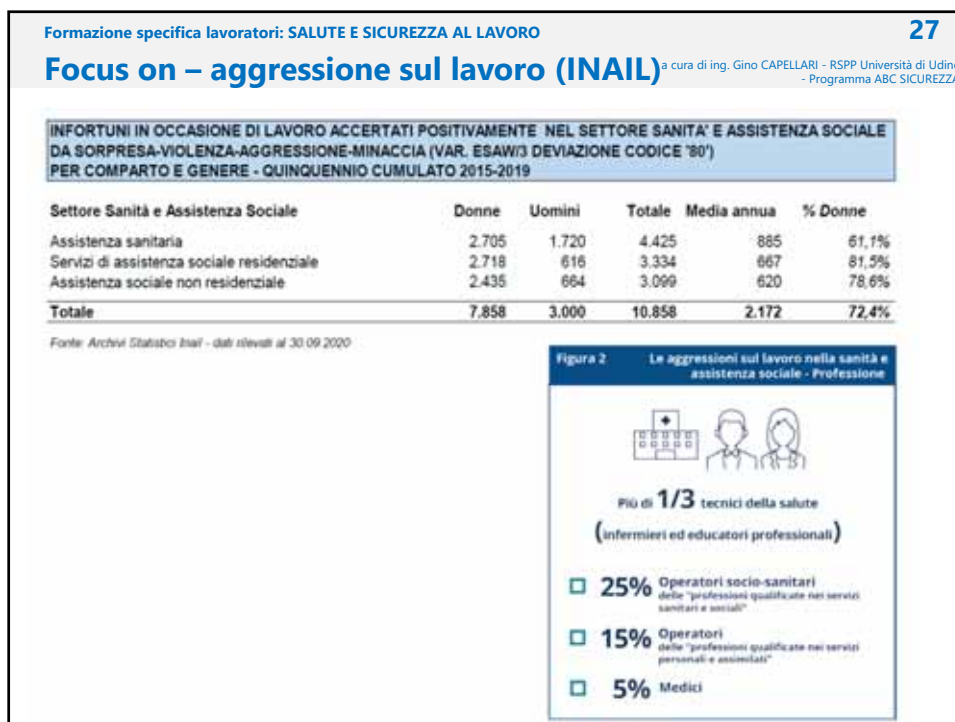 Formazione specifica lavoratori: SALUTE E SICUREZZA AL LAVORO
27
Focus on – aggressione sul lavoro (INAIL)
a cura di ing. Gino CAPELLARI - RSPP Università di Udine
- Programma ABC SICUREZZA
INFORTUNI IN OCCASIONE DI LAVORO ACCERTATI POSITIVAMENTE NEL SETTORE SANITA' E ASSISTENZA SOCIALE
DA SORPRESA-VIOLENZA-AGGRESSIONE-MINACCIA (VAR. ESAW/3 DEVIAZIONE CODICE '80')
PER COMPARTO E GENERE - QUINQUENNIO CUMULATO 2015-2019
Settore Sanità e Assistenza Sociale Donne Uomini Totale Media annua % Donne
Assistenza sanitaria 2.705 1.720 4.425 885 61,1%
Servizi di assistenza sociale residenziale 2.718 616 3.334 667 81,5%
Assistenza sociale non residenziale 2.435 664 3.099 620 78,6%
Totale 7.858 3.000 10.858 2.172 72,4%
Fonte: Archivi Statistici Inail - dati rilevati al 30.09.2020
Figura 2 Le aggressioni sul lavoro nella sanità e
assistenza sociale - Professione
Più di 1/3 tecnici della salute
(infermieri ed educatori professionali)
25% Operatori socio-sanitari
delle "professioni qualificate nei servizi
sanitari e sociali"
15% Operatori
delle "professioni qualificate nei servizi
personali e assimilati"
5% Medici